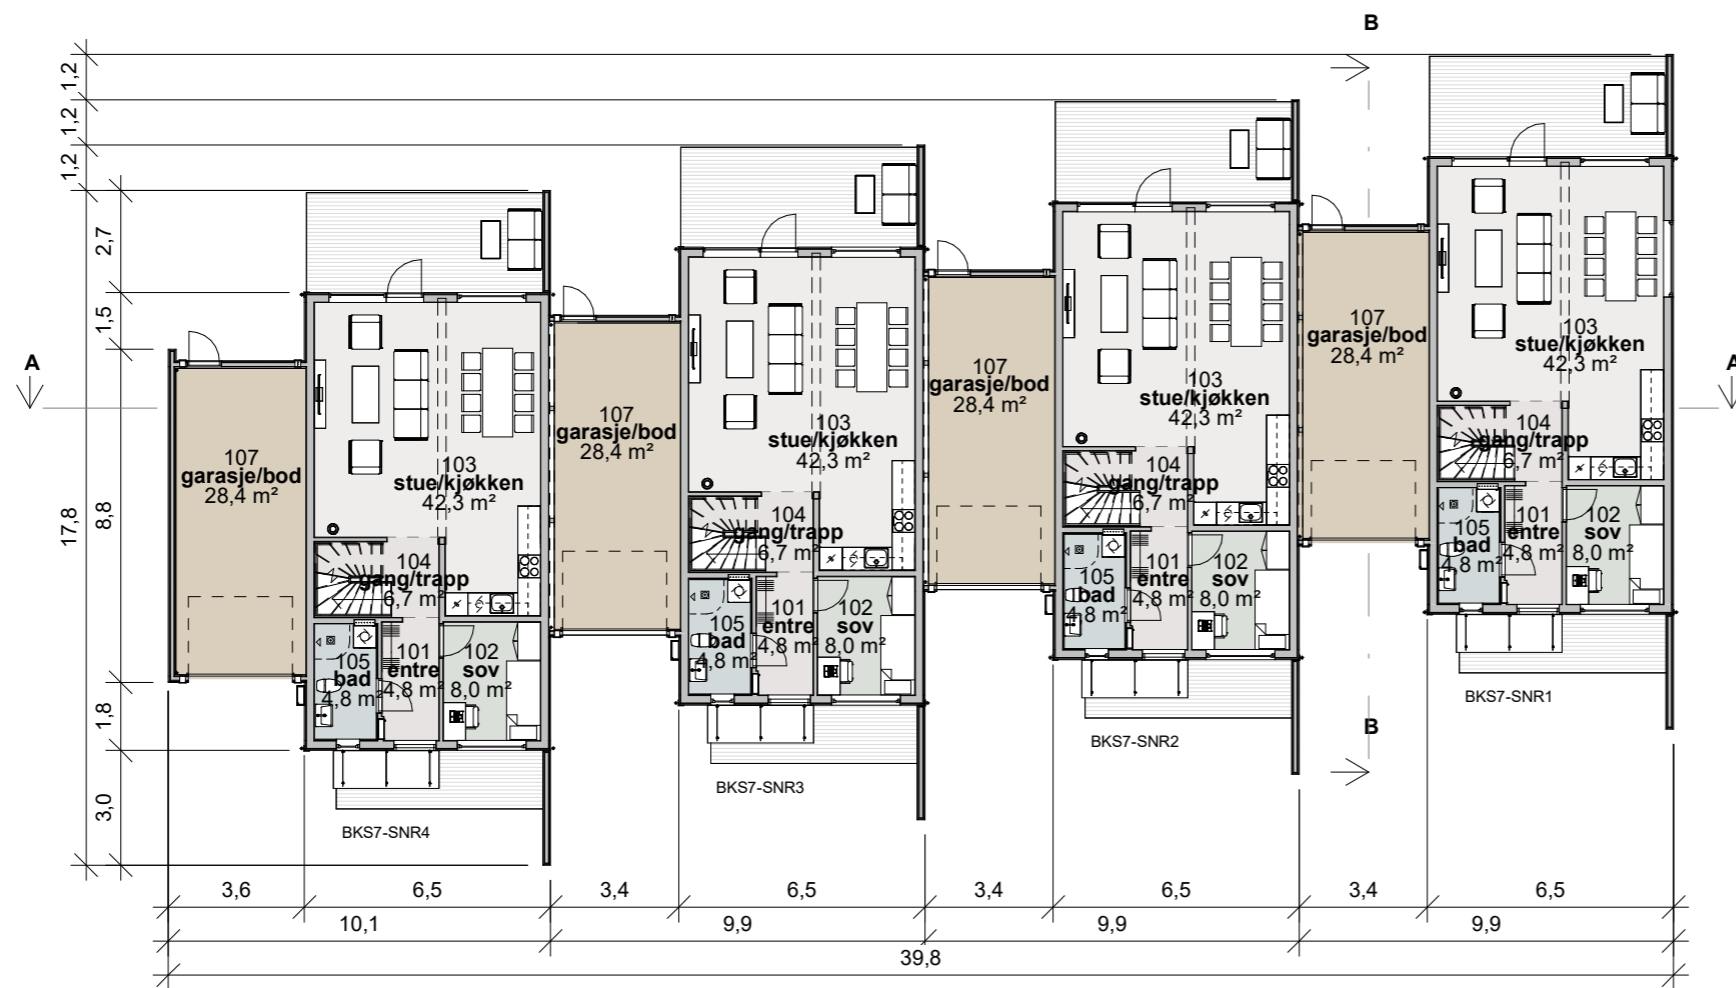 B
1,2
1,2
1,2
2,7
1,5
17,8
8,8
1,8
3,0
A
A
107
garasje/bod
28,4 m²
103
stue/kjøkken
42,3 m²
104
gang/trapp
6,7 m²
105
bad
4,8 m²
101
entre
4,8 m²
102
sov
8,0 m²
BKS7-SNR4
107
garasje/bod
28,4 m²
103
stue/kjøkken
42,3 m²
104
gang/trapp
6,7 m²
105
bad
4,8 m²
101
entre
4,8 m²
102
sov
8,0 m²
BKS7-SNR3
107
garasje/bod
28,4 m²
103
stue/kjøkken
42,3 m²
104
gang/trapp
6,7 m²
105
bad
4,8 m²
101
entre
4,8 m²
102
sov
8,0 m²
BKS7-SNR2
107
garasje/bod
28,4 m²
103
stue/kjøkken
42,3 m²
104
gang/trapp
6,7 m²
105
bad
4,8 m²
101
entre
4,8 m²
102
sov
8,0 m²
BKS7-SNR1
B
3,6 6,5 3,4 6,5 3,4 6,5 3,4 6,5
10,1 9,9 9,9 9,9
39,8